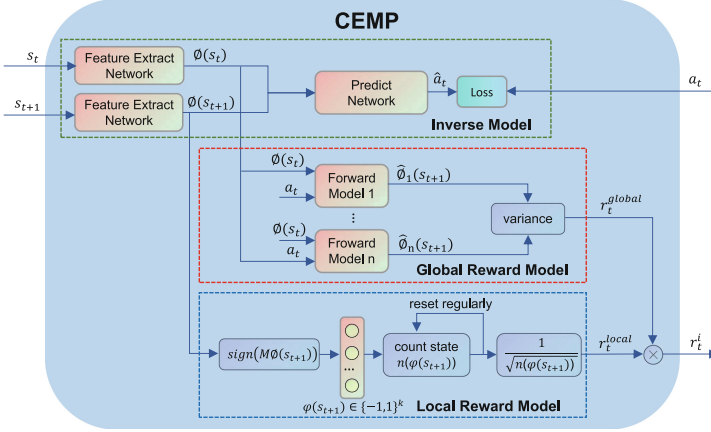 CEMP
s_t
Feature Extract
Network
∅(s_t)
s_{t+1}
Feature Extract
Network
∅(s_{t+1})
Predict
Network
â_t
Loss
a_t
Inverse Model
∅(s_t)
a_t
Forward
Model 1
∅̂_1(s_{t+1})
⋮
∅(s_t)
a_t
Froward
Model n
∅̂_n(s_{t+1})
variance
r_t^{global}
Global Reward Model
reset regularly
sign(M∅(s_{t+1}))
...
count state
n(φ(s_{t+1}))
1
√n(φ(s_{t+1}))
r_t^{local}
×
r_t^i
φ(s_{t+1}) ∈ {−1,1}^k
Local Reward Model